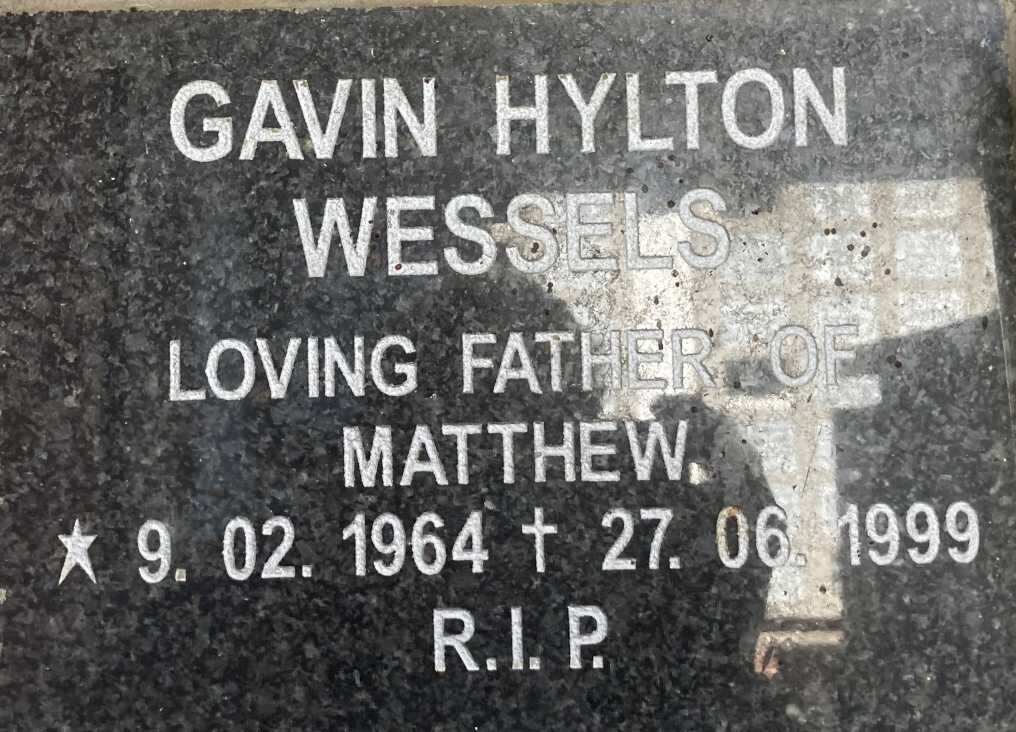 GAVIN HYLTON
WESSELS
LOVING FATHER OF
MATTHEW.
★ 9. 02. 1964 † 27. 06. 1999
R.I.P.